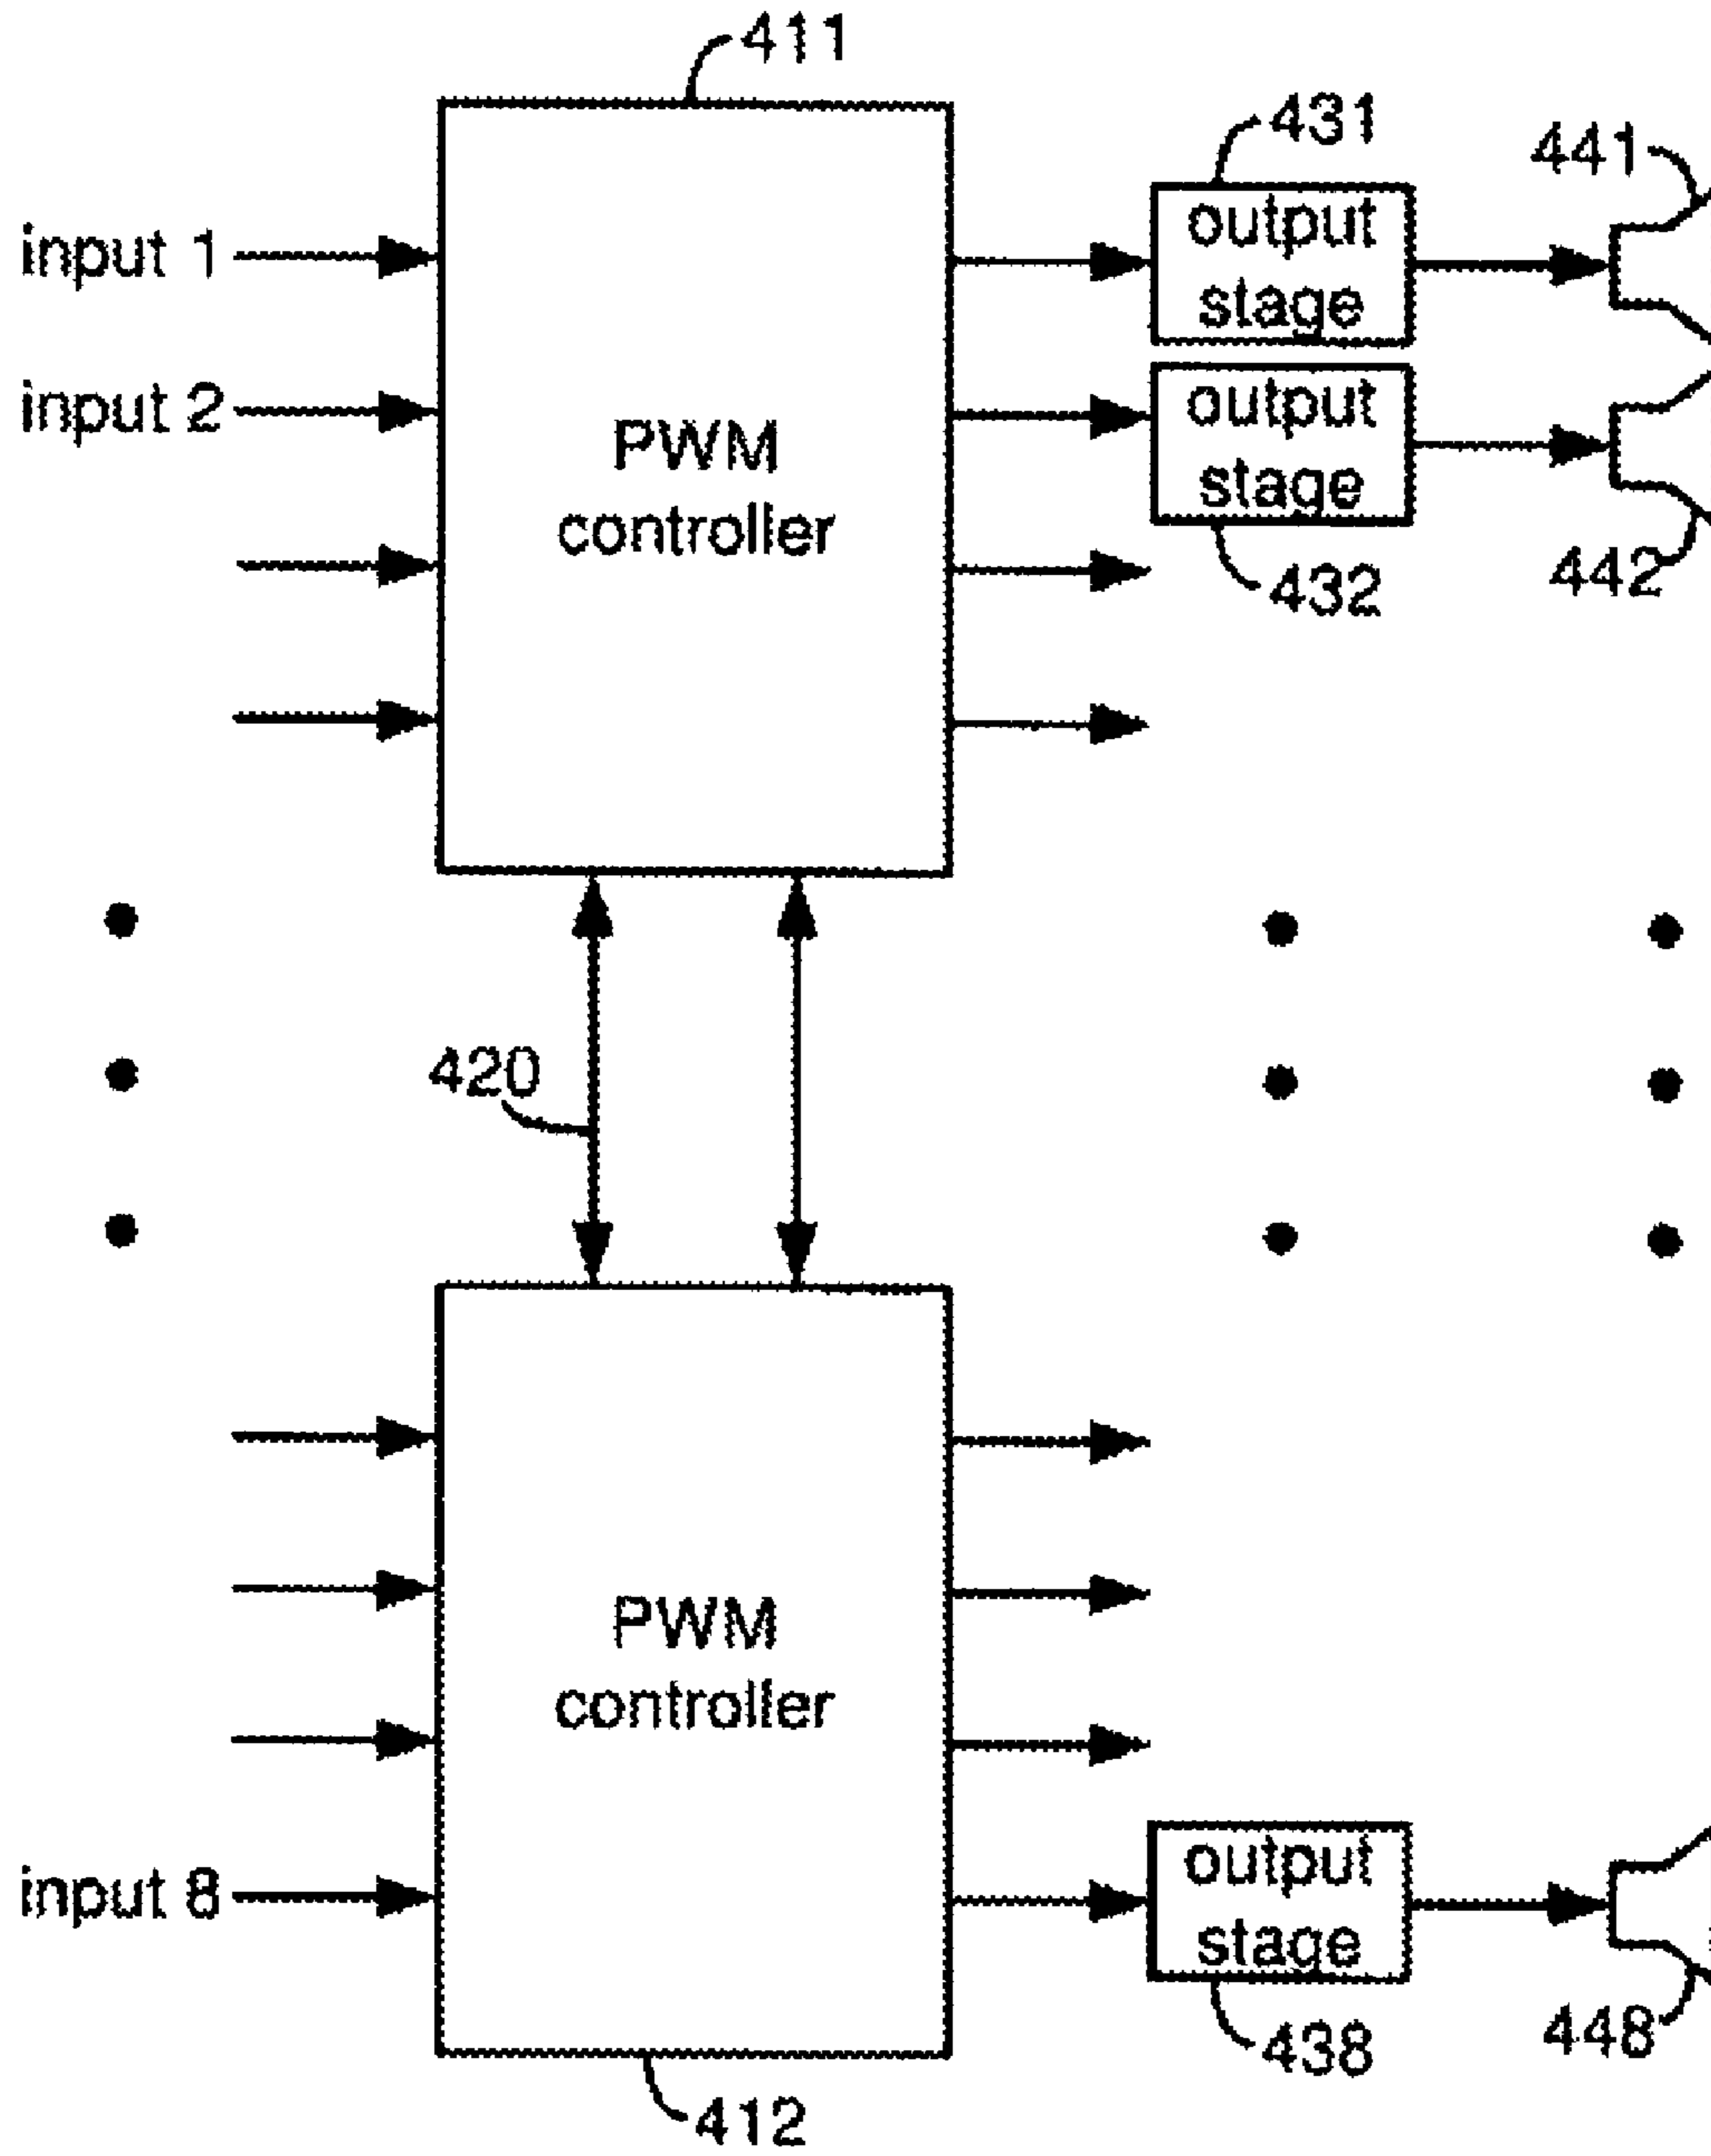 411
431
441
input 1
output
stage
input 2
output
stage
PWM
controller
432
442
420
PWM
controller
input 8
output
stage
438
448
412